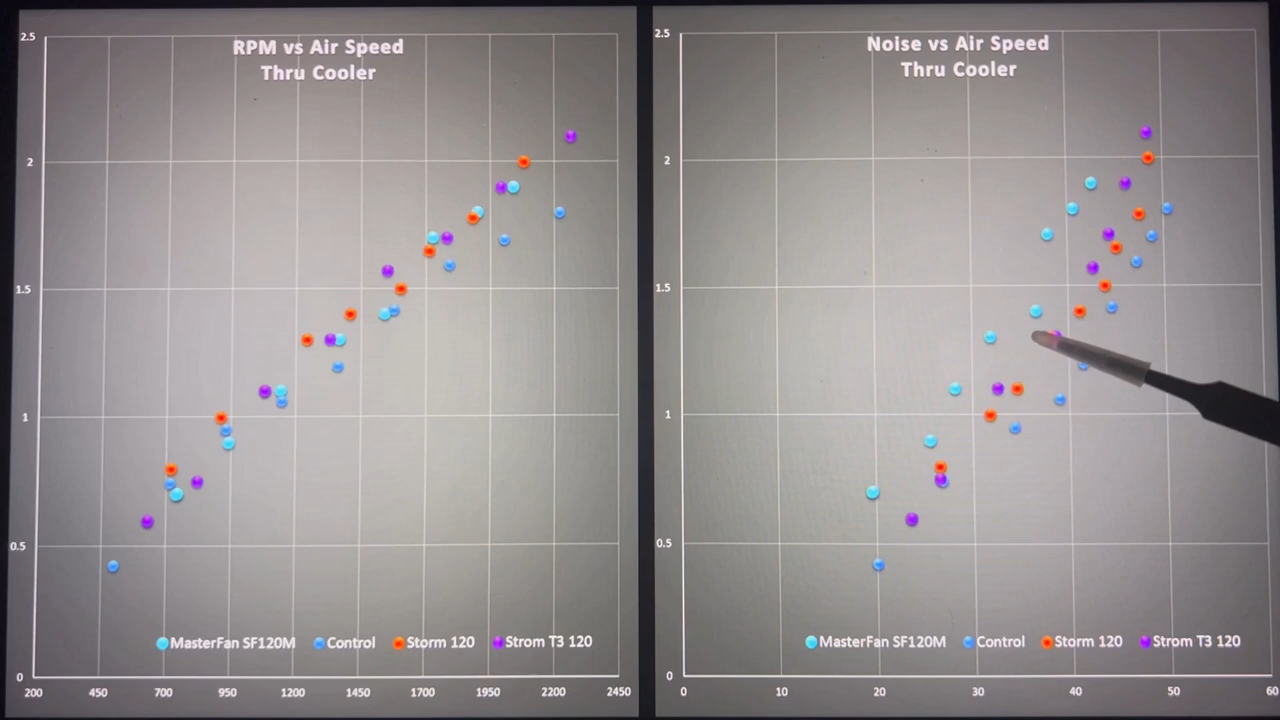 RPM vs Air Speed
Thru Cooler
2.5
2
1.5
1
0.5
0
200 450 700 950 1200 1450 1700 1950 2200 2450
MasterFan SF120M Control Storm 120 Strom T3 120
Noise vs Air Speed
Thru Cooler
2.5
2
1.5
1
0.5
0
0 10 20 30 40 50 60
MasterFan SF120M Control Storm 120 Strom T3 120